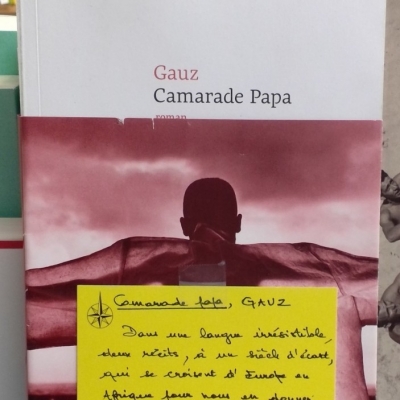 Gauz
Camarade Papa
roman
Camarade Papa, GAUZ
Dans une langue irrésistible,
deux récits, à un siècle d'écart,
qui se croisent d'Europe en
Afrique pour nous en donner